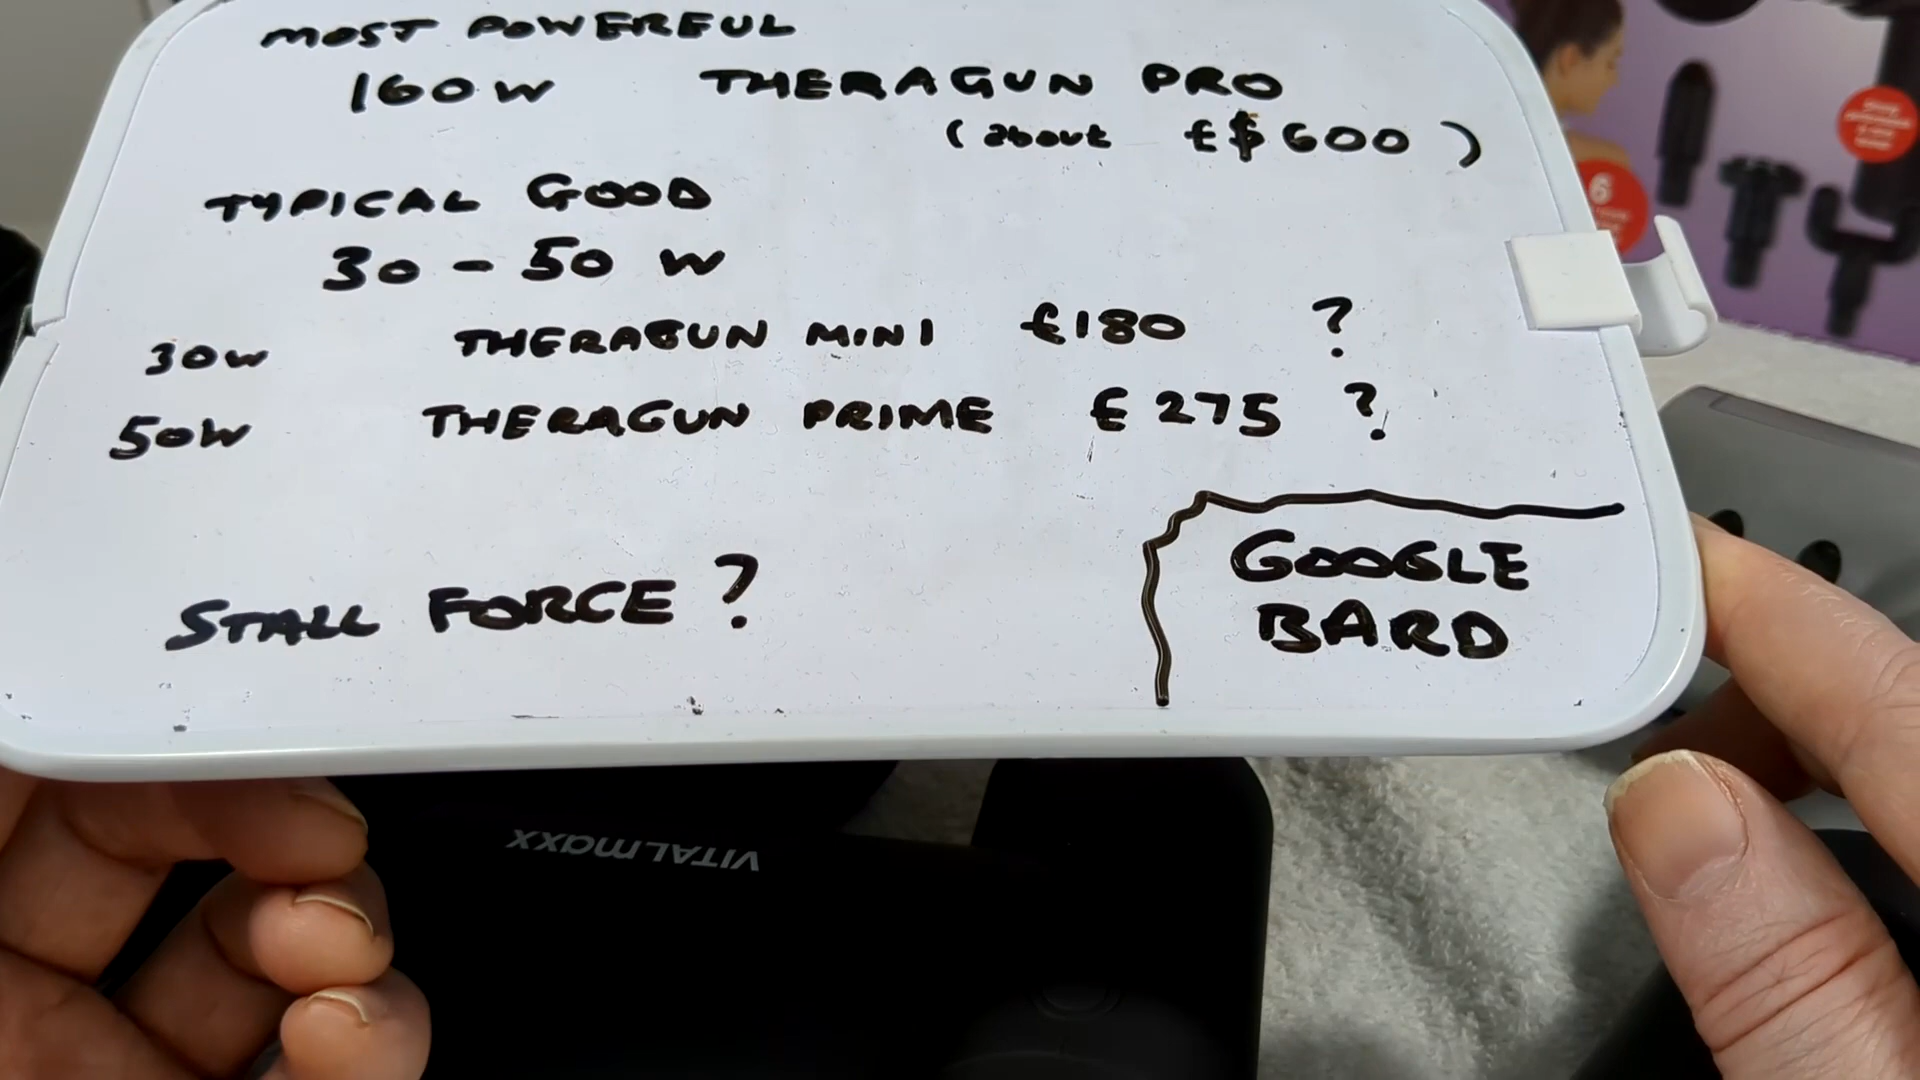 MOST POWERFUL
160W THERAGUN PRO
(about £$600)
TYPICAL GOOD
30 - 50 W
30W THERAGUN MINI £180 ?
50W THERAGUN PRIME £275 ?
STALL FORCE ?
GOOGLE
BARD
VITALmaxx
6